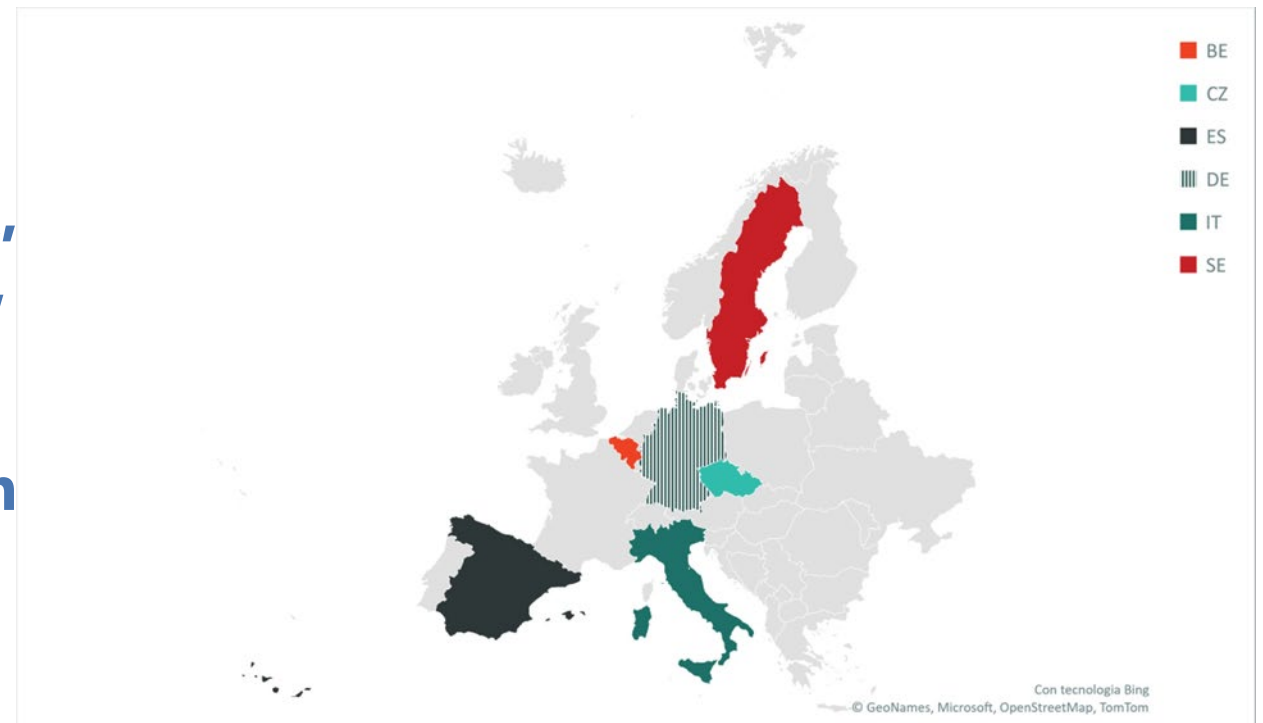 BE
CZ
ES
DE
IT
SE
Con tecnologia Bing
© GeoNames, Microsoft, OpenStreetMap, TomTom